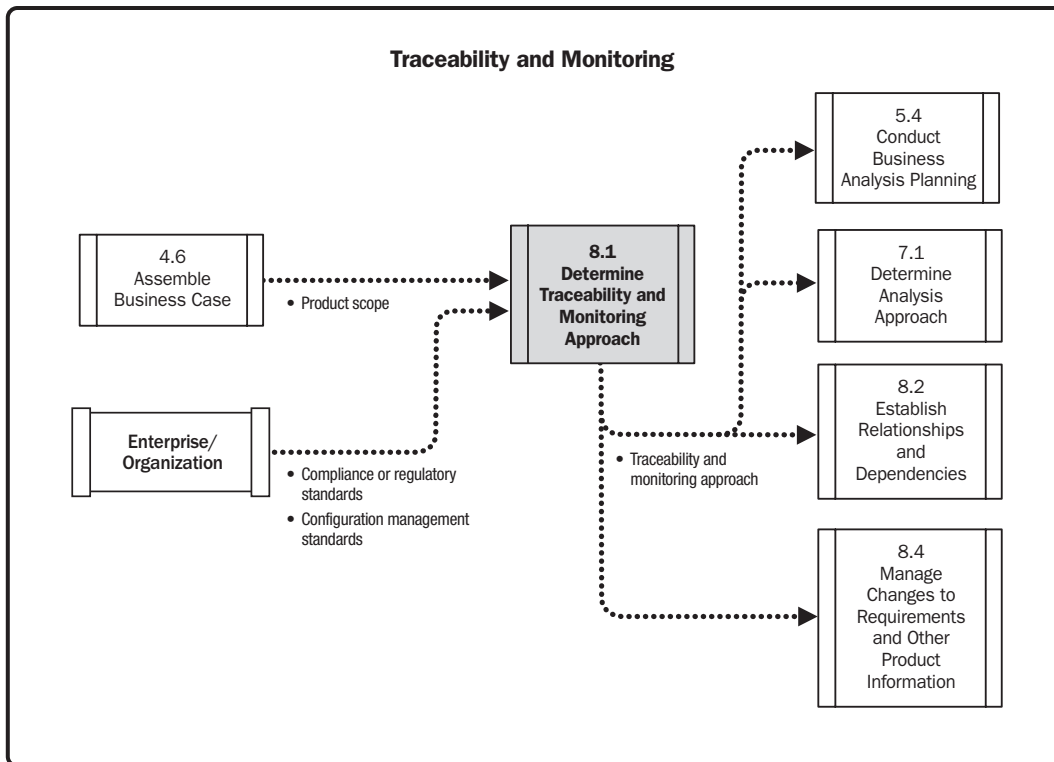 Traceability and Monitoring
4.6
Assemble
Business Case
• Product scope
Enterprise/
Organization
• Compliance or regulatory
standards
• Configuration management
standards
8.1
Determine
Traceability and
Monitoring
Approach
• Traceability and
monitoring approach
5.4
Conduct
Business
Analysis Planning
7.1
Determine
Analysis
Approach
8.2
Establish
Relationships
and
Dependencies
8.4
Manage
Changes to
Requirements
and Other
Product
Information